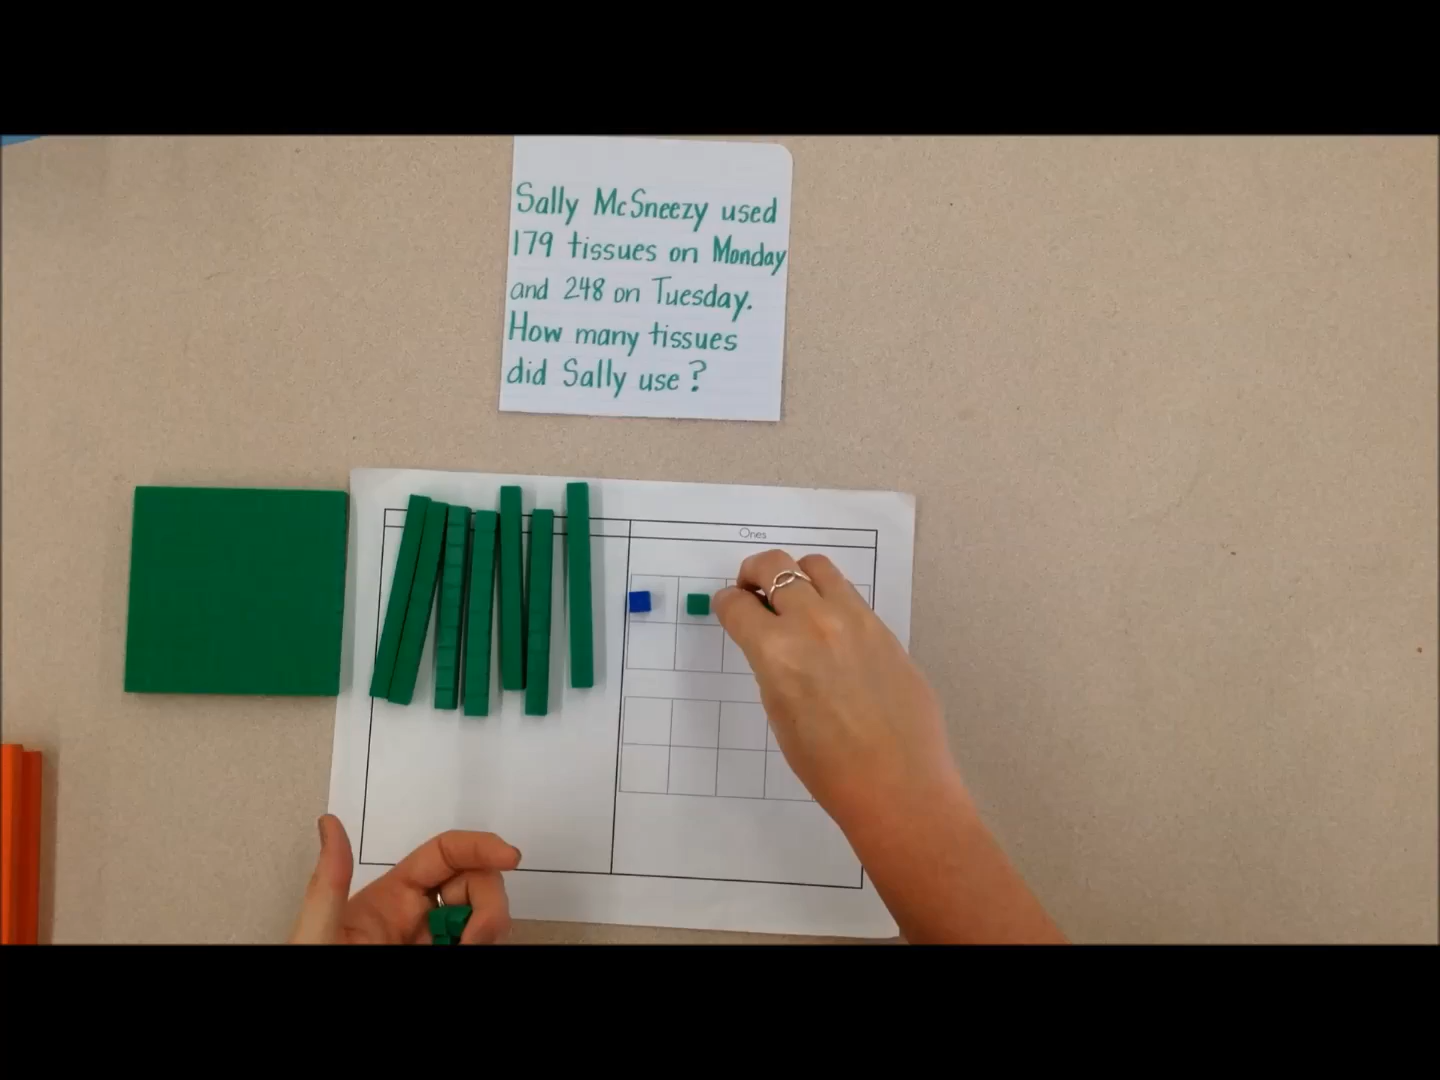 Sally McSneezy used
179 tissues on Monday
and 248 on Tuesday.
How many tissues
did Sally use?
Ones